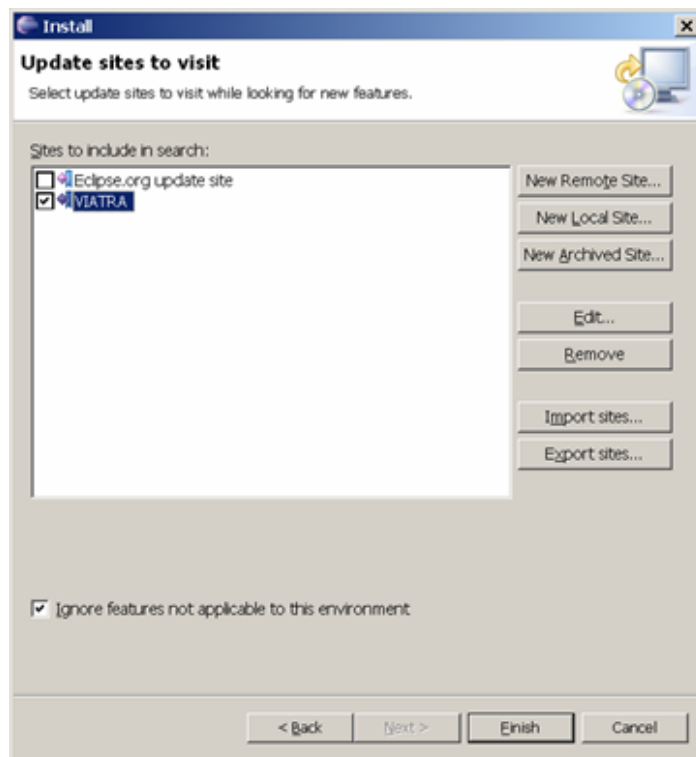 Install
Update sites to visit
Select update sites to visit while looking for new features.
Sites to include in search:
Eclipse.org update site
VIATRA
New Remote Site...
New Local Site...
New Archived Site...
Edit...
Remove
Import sites...
Export sites...
Ignore features not applicable to this environment
< Back
Next >
Finish
Cancel